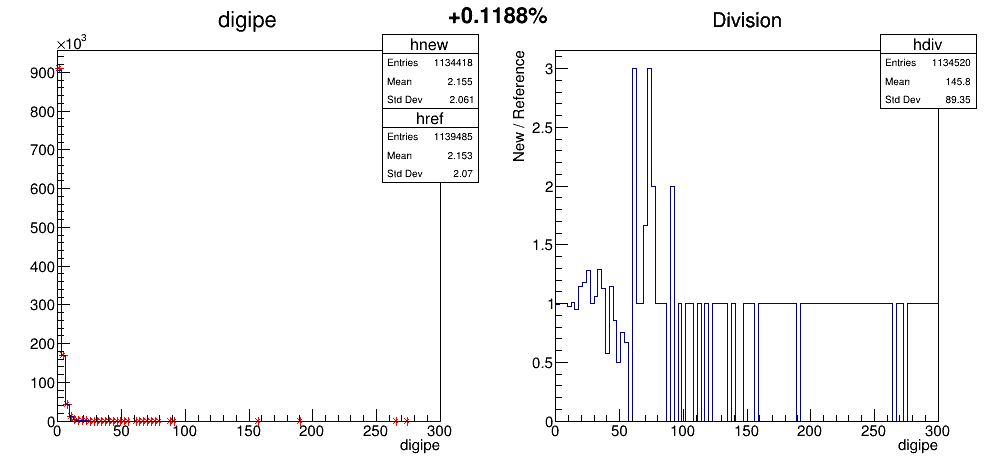 +0.1188%
digipe
×10³
hnew
Entries 1134418
Mean 2.155
Std Dev 2.061
href
Entries 1139485
Mean 2.153
Std Dev 2.07
900
800
700
600
500
400
300
200
100
0
0 50 100 150 200 250 300
digipe
Division
hdiv
Entries 1134520
Mean 145.8
Std Dev 89.35
New / Reference
3
2.5
2
1.5
1
0.5
0
0 50 100 150 200 250 300
digipe